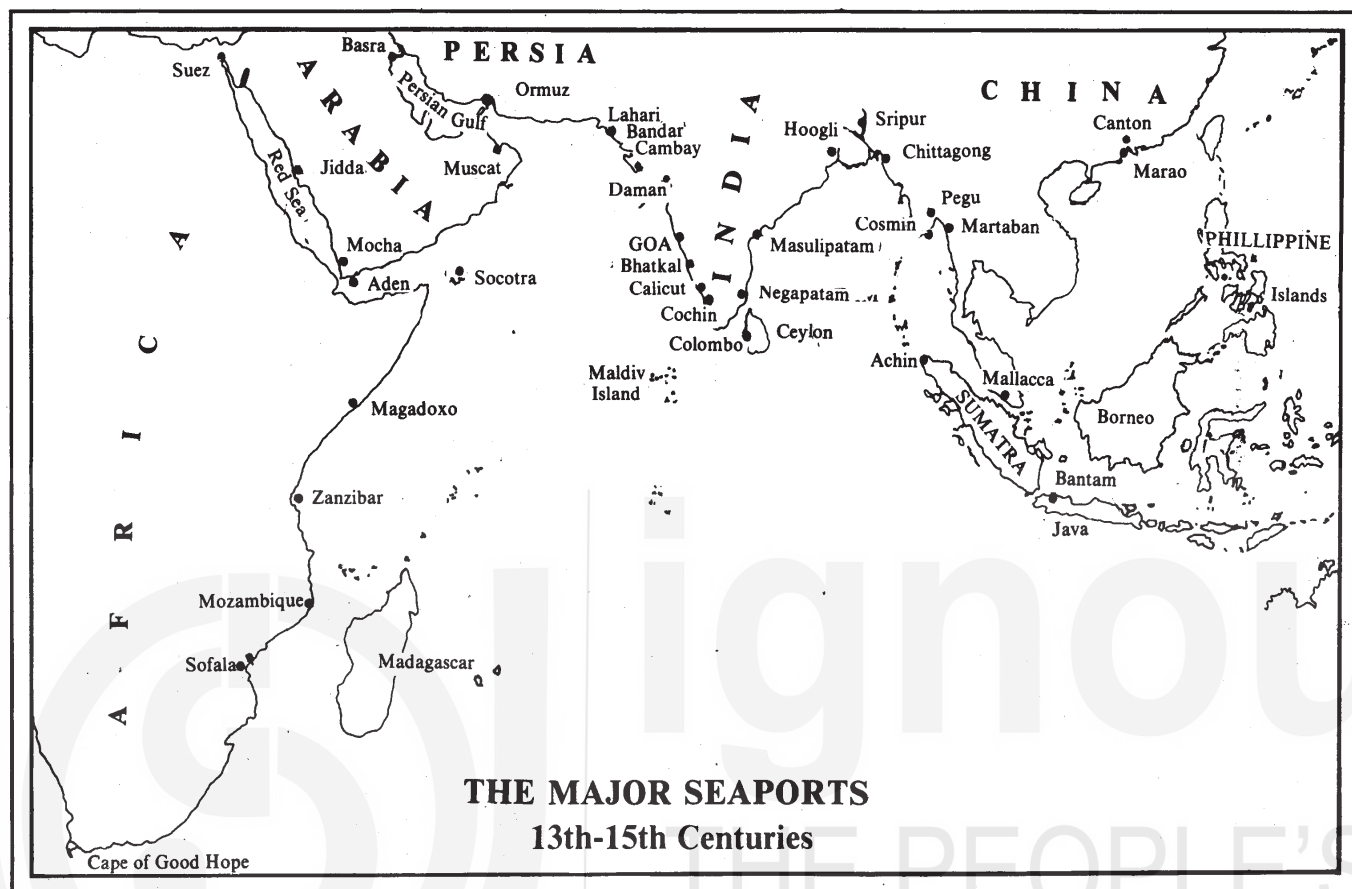 Basra
PERSIA
Suez
ARABIA
Persian Gulf
Ormuz
CHINA
Lahari
Bandar
Cambay
INDIA
Hoogli
Sripur
Canton
Chittagong
Marao
Red Sea
Jidda
Muscat
Daman
Pegu
Cosmin
Martaban
AFRICA
Mocha
GOA
Masulipatam
PHILLIPPINE
Islands
Bhatkal
Aden
Socotra
Calicut
Negapatam
Cochin
Colombo
Ceylon
Achin
Maldiv
Island
Mallacca
Magadoxo
SUMATRA
Borneo
Zanzibar
Bantam
Java
Mozambique
Sofala
Madagascar
THE MAJOR SEAPORTS
13th-15th Centuries
Cape of Good Hope
ignou
THE PEOPLE'S